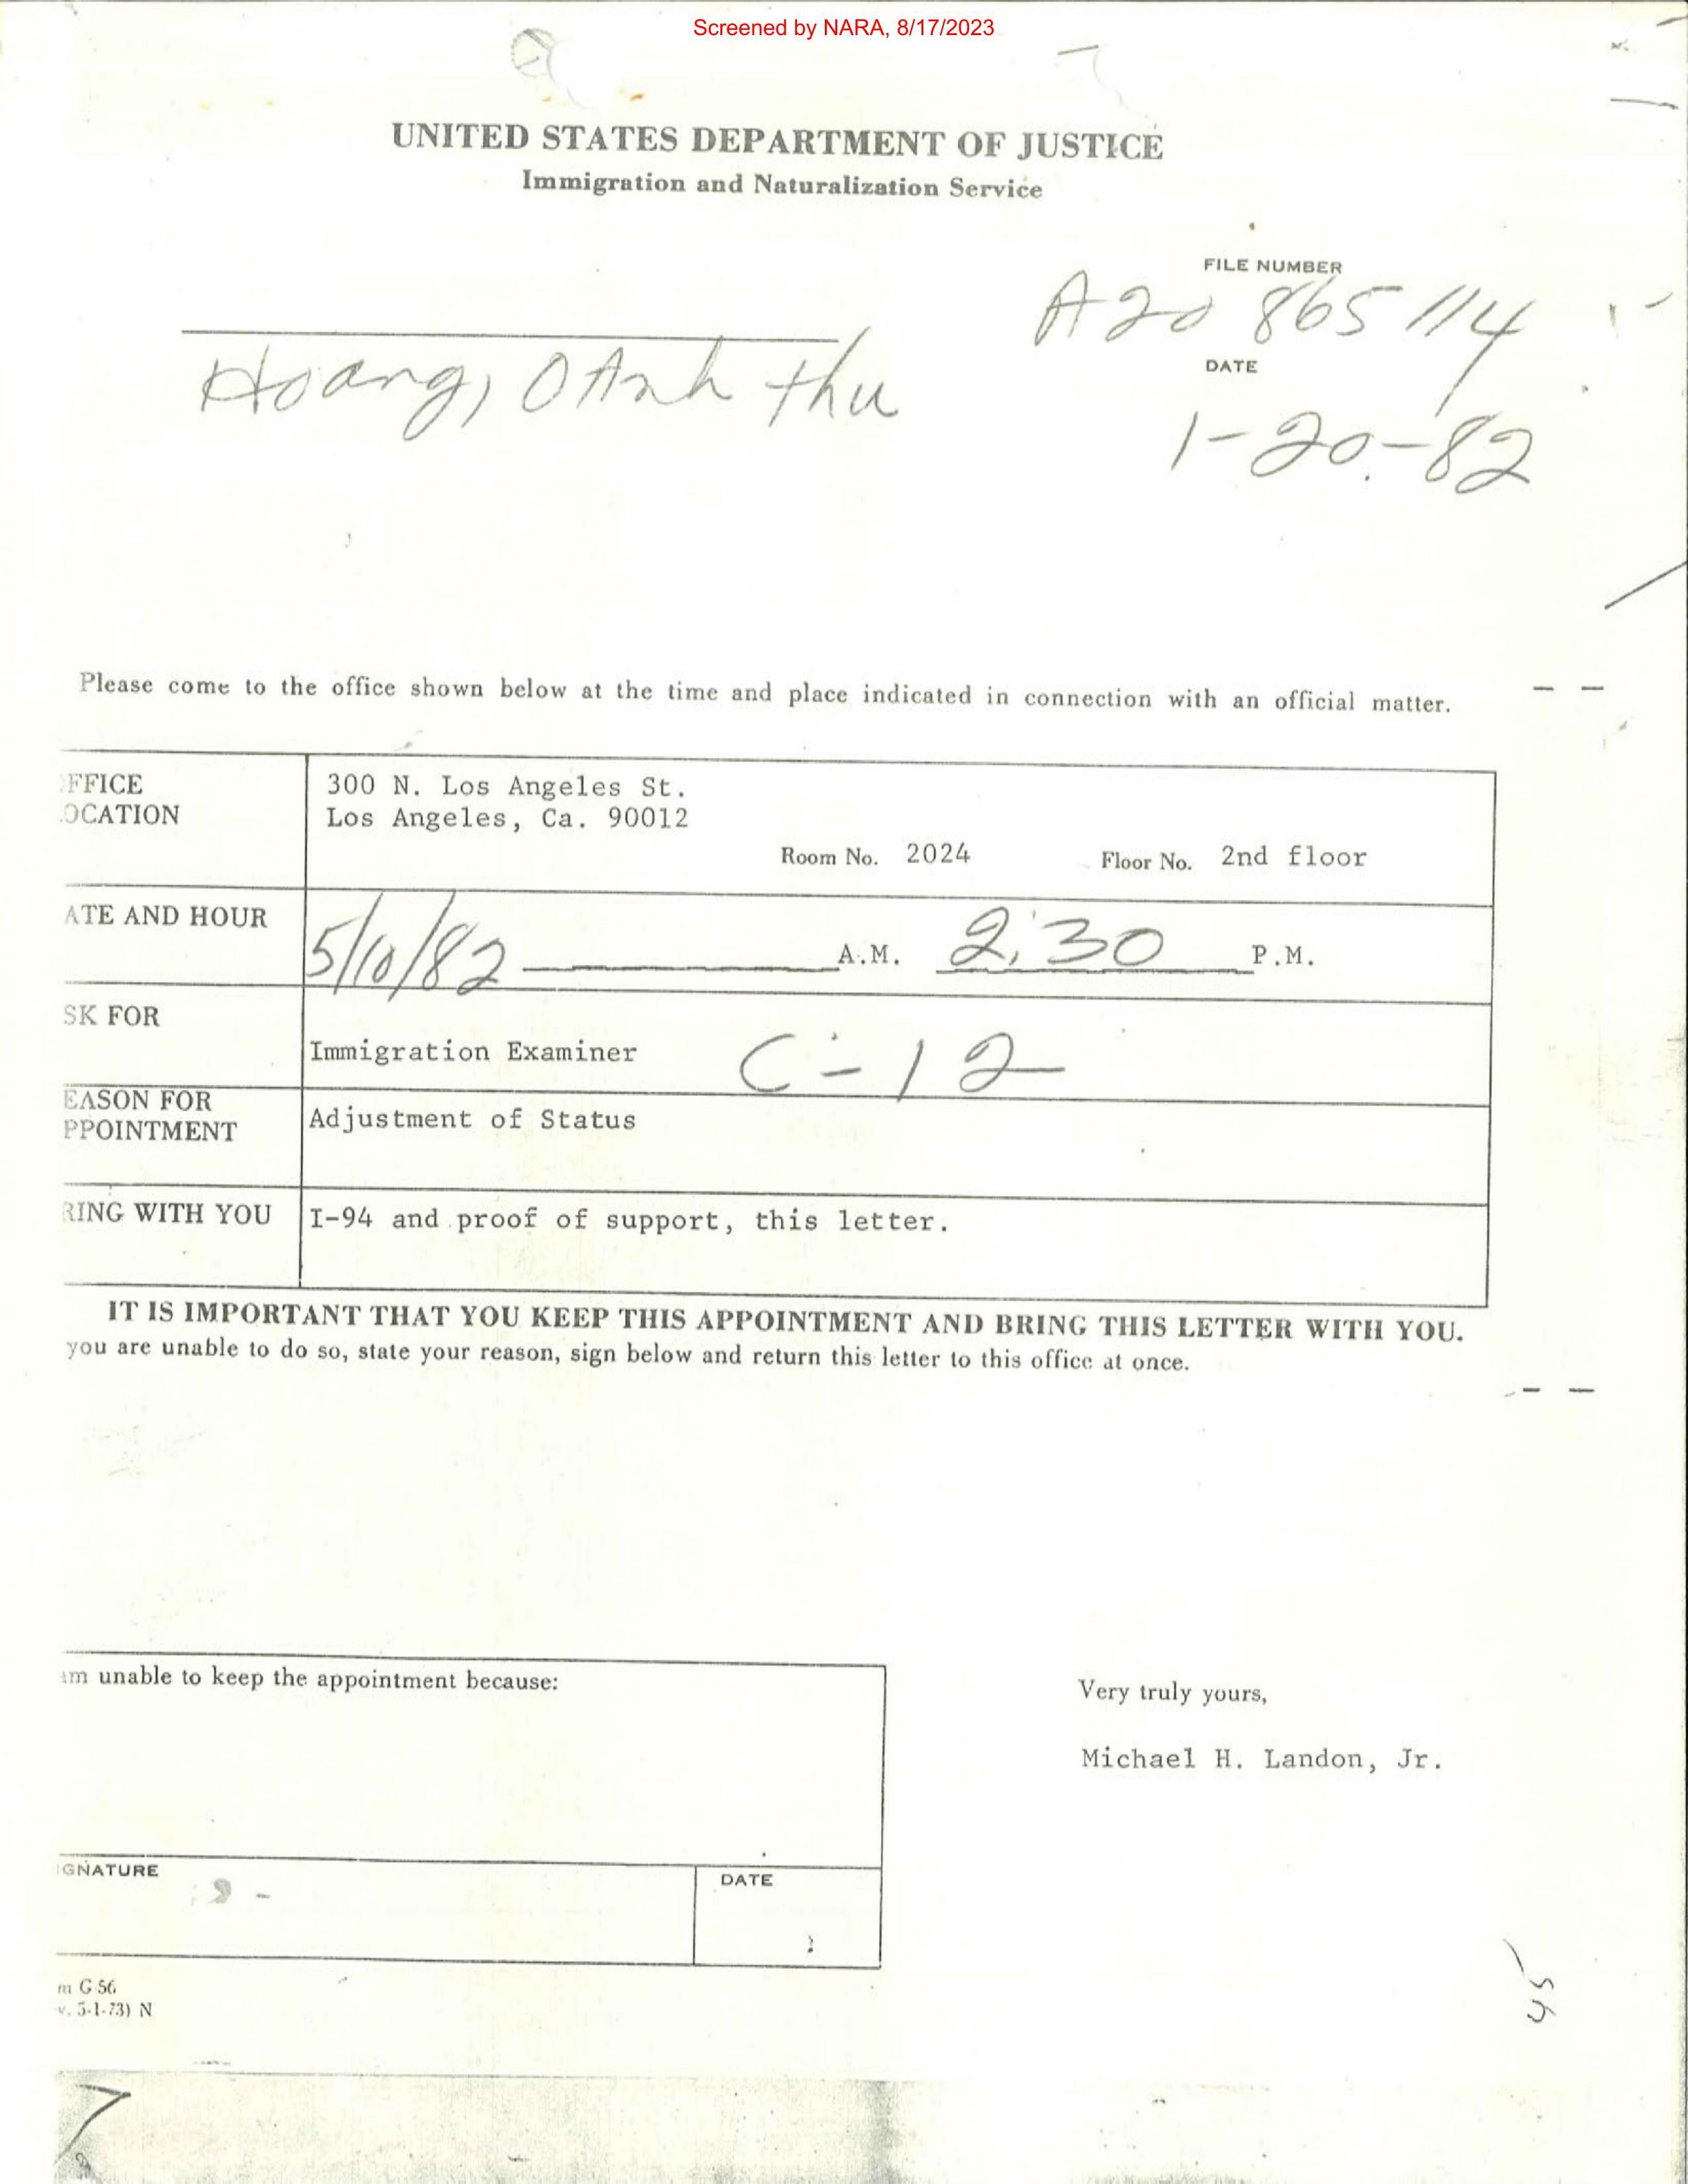 Screened by NARA, 8/17/2023
UNITED STATES DEPARTMENT OF JUSTICE
Immigration and Naturalization Service
FILE NUMBER
A20 865 114
Hoang, OAnh thu
DATE
1-20-82
Please come to the office shown below at the time and place indicated in connection with an official matter.
FFICE
OCATION
300 N. Los Angeles St.
Los Angeles, Ca. 90012
Room No. 2024 Floor No. 2nd floor
ATE AND HOUR
5/10/82 A.M. 2:30 P.M.
SK FOR
Immigration Examiner C-12
EASON FOR
PPOINTMENT
Adjustment of Status
RING WITH YOU
I-94 and proof of support, this letter.
IT IS IMPORTANT THAT YOU KEEP THIS APPOINTMENT AND BRING THIS LETTER WITH YOU.
you are unable to do so, state your reason, sign below and return this letter to this office at once.
am unable to keep the appointment because:
Very truly yours,
Michael H. Landon, Jr.
IGNATURE
DATE
m G-56
v. 5-1-73) N